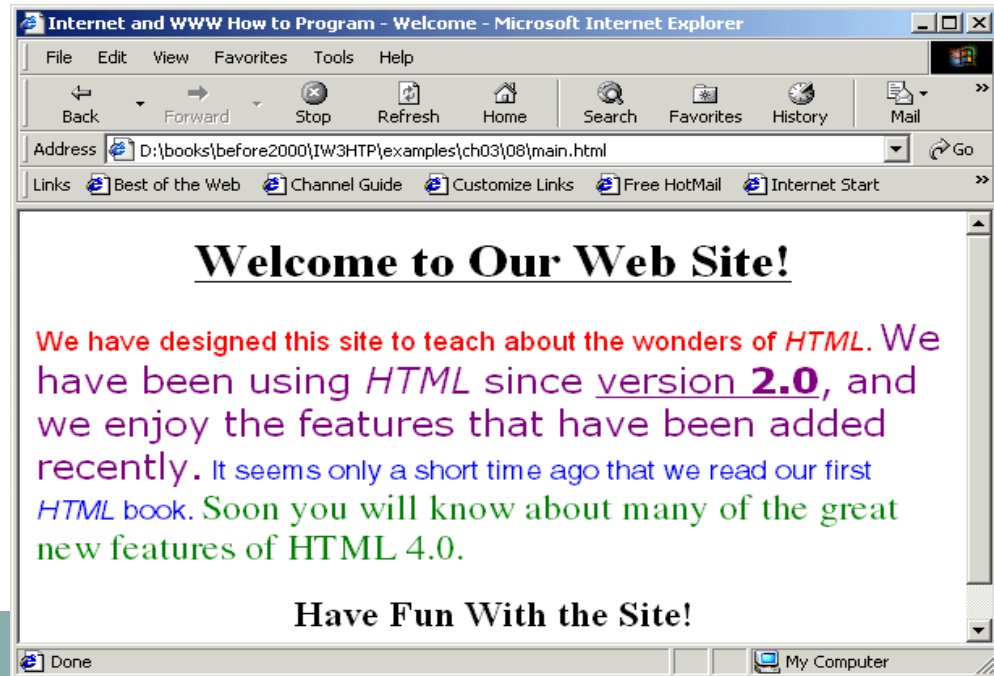 Internet and WWW How to Program - Welcome - Microsoft Internet Explorer
File Edit View Favorites Tools Help
Back Forward Stop Refresh Home Search Favorites History Mail »
Address D:\books\before2000\IW3HTP\examples\ch03\08\main.html Go
Links Best of the Web Channel Guide Customize Links Free HotMail Internet Start »
Welcome to Our Web Site!
We have designed this site to teach about the wonders of HTML. We
have been using HTML since version 2.0, and
we enjoy the features that have been added
recently. It seems only a short time ago that we read our first
HTML book. Soon you will know about many of the great
new features of HTML 4.0.
Have Fun With the Site!
Done My Computer